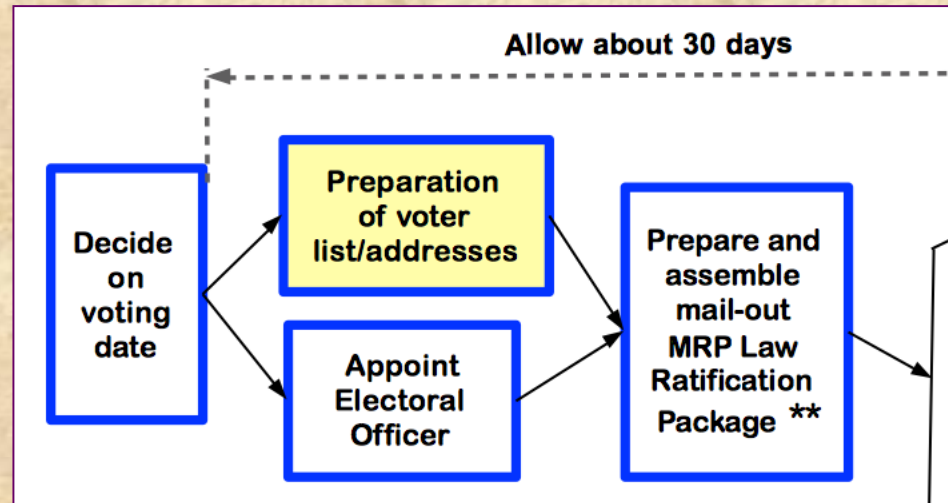 Allow about 30 days
Decide
on
voting
date
Preparation
of voter
list/addresses
Appoint
Electoral
Officer
Prepare and
assemble
mail-out
MRP Law
Ratification
Package **